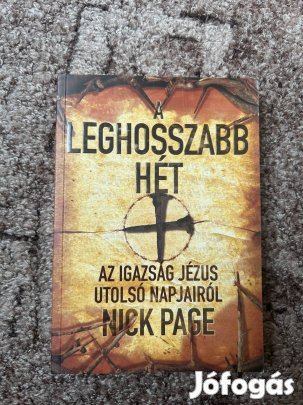 A
LEGHOSSZABB
HÉT
AZ IGAZSÁG JÉZUS
UTOLSÓ NAPJAIRÓL
NICK PAGE
Jófogás